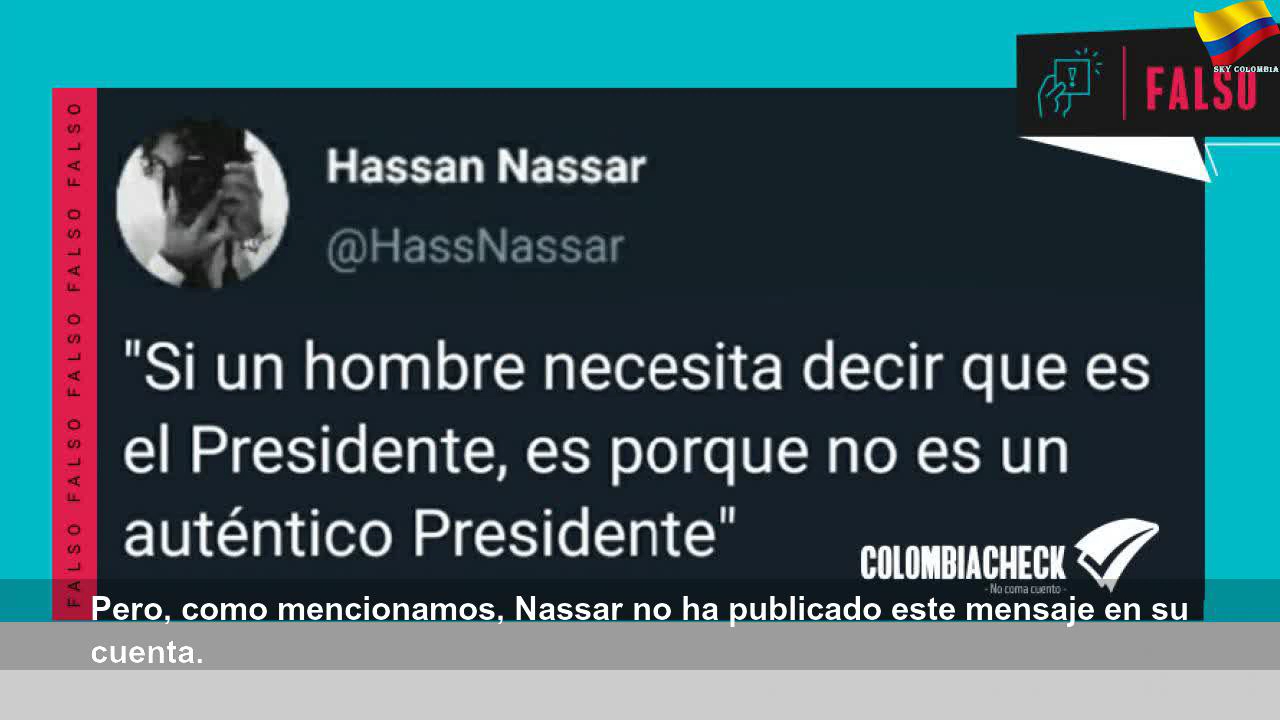 SKY COLOMBIA
FALSO
FALSO FALSO FALSO FALSO FALSO
Hassan Nassar
@HassNassar
"Si un hombre necesita decir que es
el Presidente, es porque no es un
auténtico Presidente"
COLOMBIACHECK
- No coma cuento -
Pero, como mencionamos, Nassar no ha publicado este mensaje en su
cuenta.